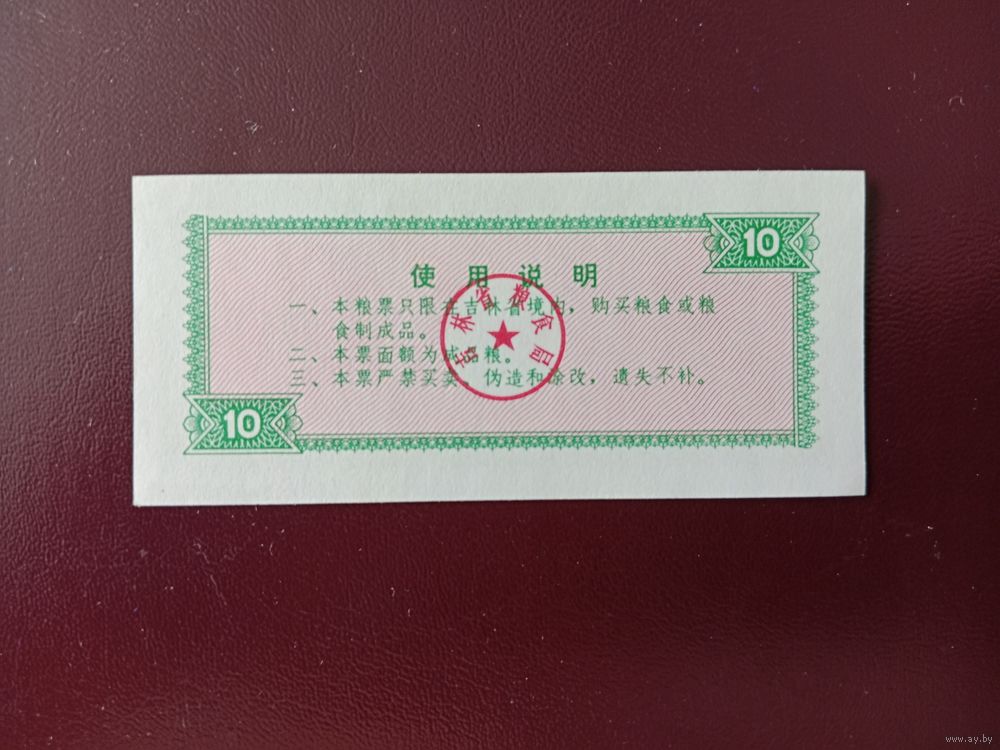 10
使用说明
一、本粮票只限在吉林省境内，购买粮食或粮
食制成品。
二、本票面额为成品粮。
三、本票严禁买卖、伪造和涂改，遗失不补。
吉林省粮食局
10
www.ay.by